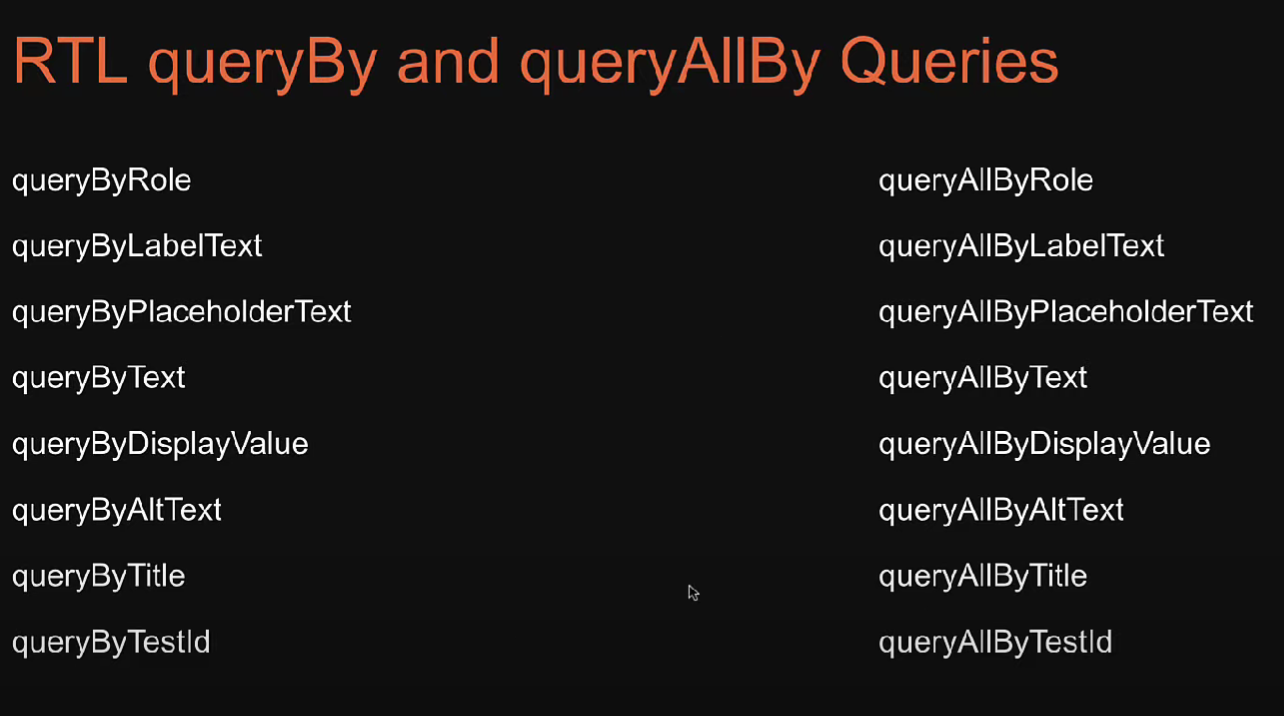 RTL queryBy and queryAllBy Queries
queryByRole
queryAllByRole
queryByLabelText
queryAllByLabelText
queryByPlaceholderText
queryAllByPlaceholderText
queryByText
queryAllByText
queryByDisplayValue
queryAllByDisplayValue
queryByAltText
queryAllByAltText
queryByTitle
queryAllByTitle
queryByTestId
queryAllByTestId